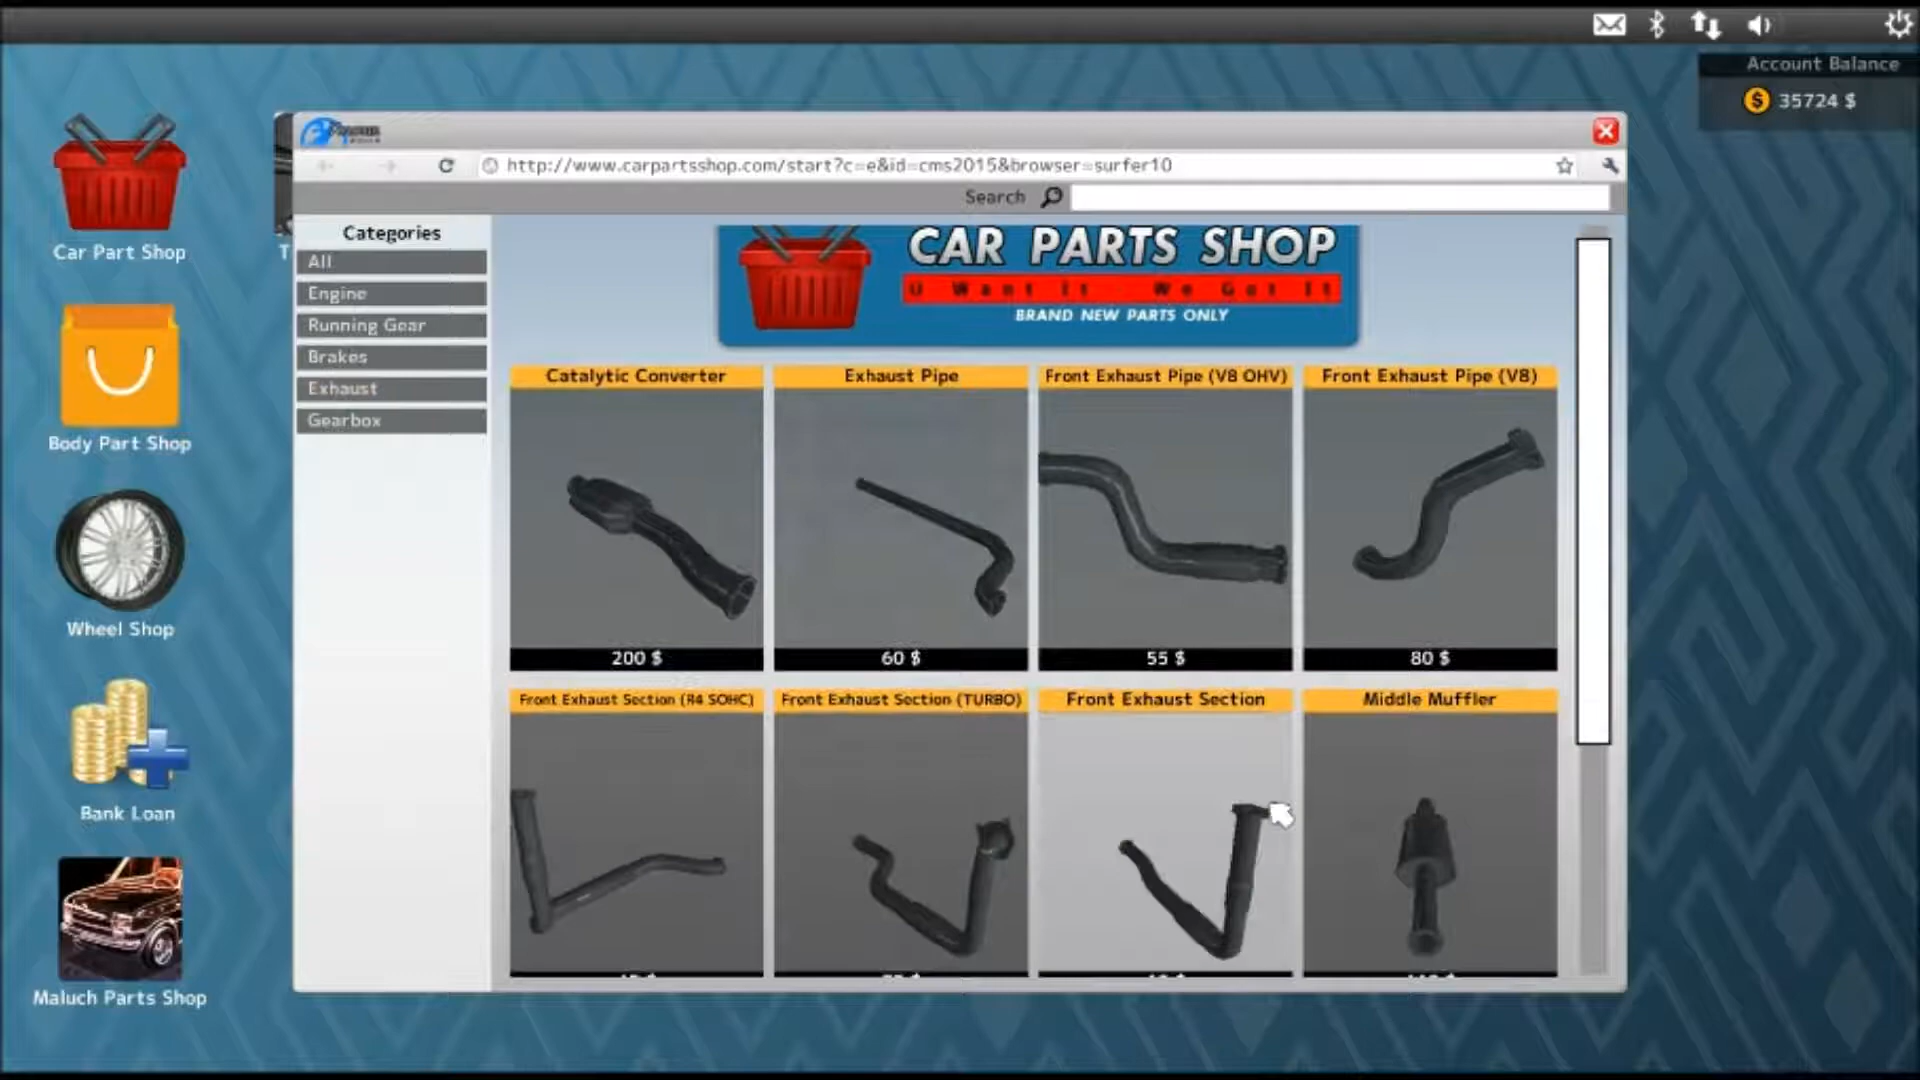 Account Balance
35724 $
http://www.carpartsshop.com/start?c=e&id=cms2015&browser=surfer10
Search
Car Part Shop
Body Part Shop
Wheel Shop
Bank Loan
Maluch Parts Shop
T
Categories
All
Engine
Running Gear
Brakes
Exhaust
Gearbox
CAR PARTS SHOP
U Want It We Got It
BRAND NEW PARTS ONLY
Catalytic Converter
Exhaust Pipe
Front Exhaust Pipe (V8 OHV)
Front Exhaust Pipe (V8)
200 $
60 $
55 $
80 $
Front Exhaust Section (R4 SOHC)
Front Exhaust Section (TURBO)
Front Exhaust Section
Middle Muffler